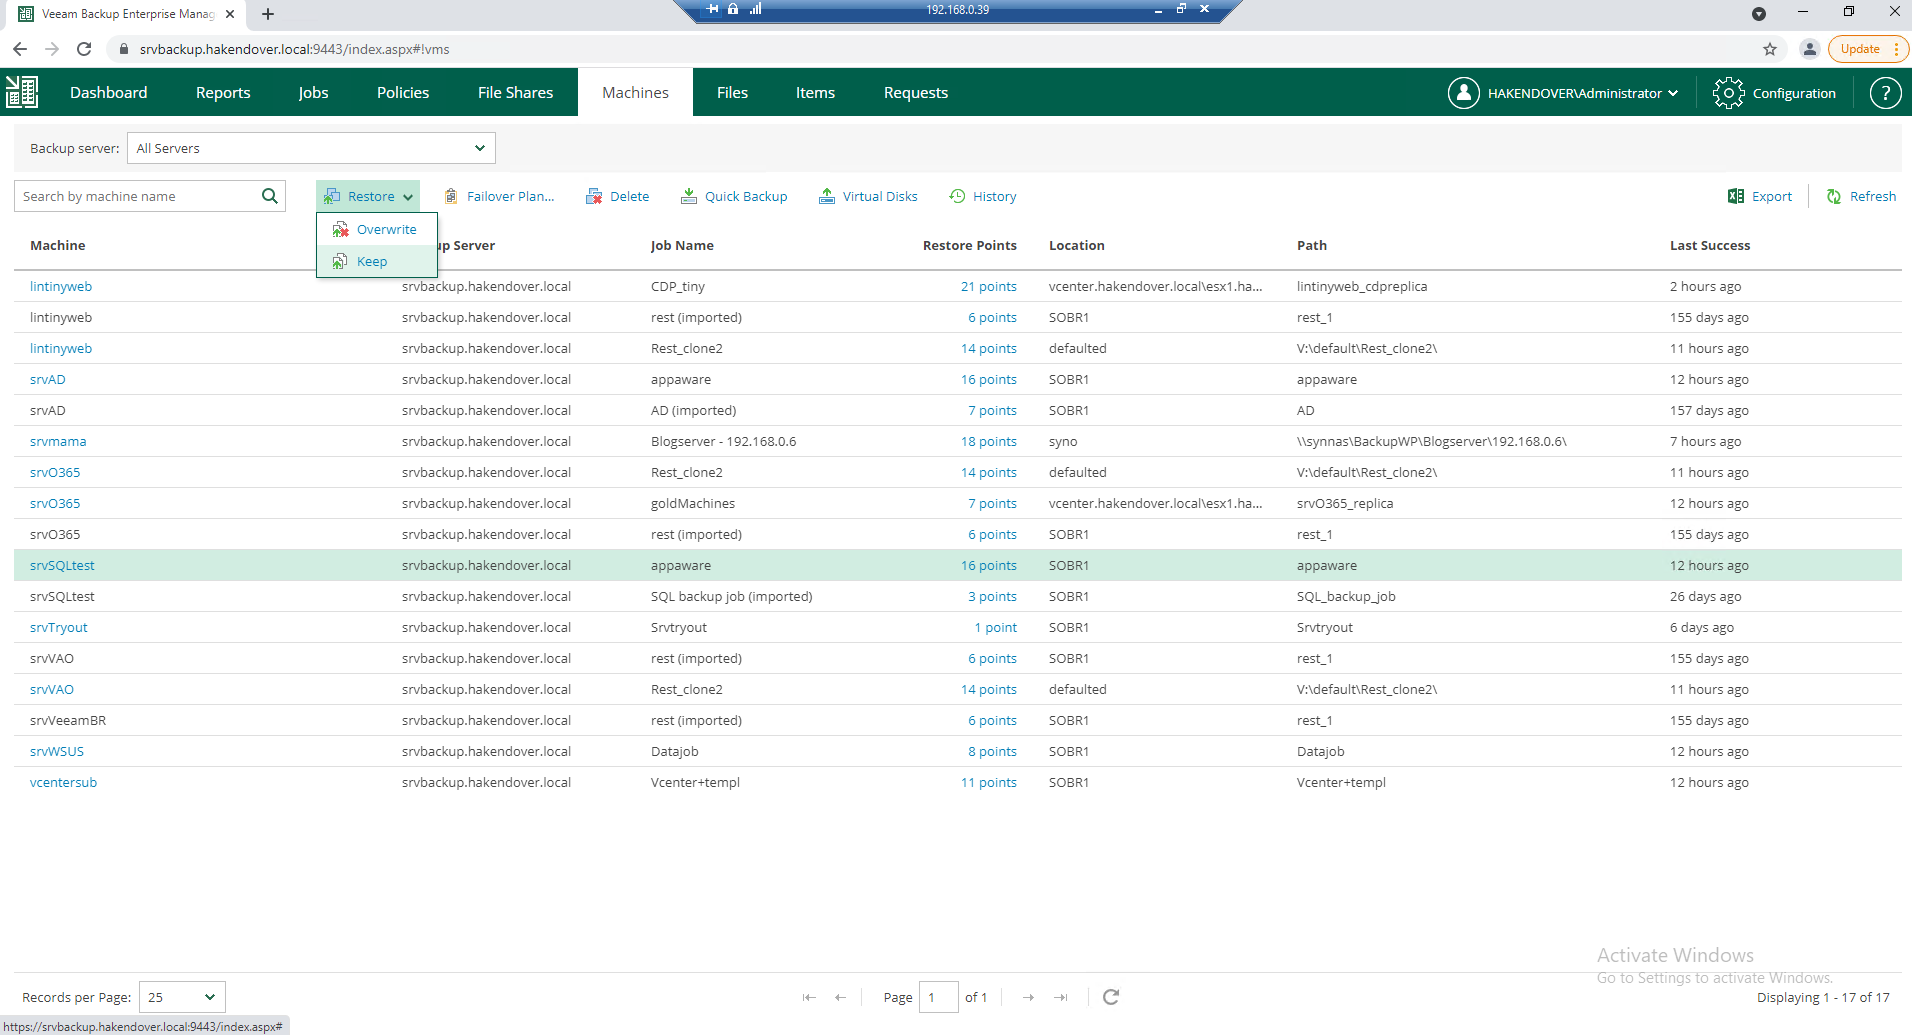 Veeam Backup Enterprise Manag
192.168.0.39
srvbackup.hakendover.local:9443/index.aspx#!vms
Update
Dashboard Reports Jobs Policies File Shares Machines Files Items Requests HAKENDOVER\Administrator Configuration ?
Backup server: All Servers
Search by machine name Restore Failover Plan... Delete Quick Backup Virtual Disks History Export Refresh
Overwrite
Keep
Machine up Server Job Name Restore Points Location Path Last Success
lintinyweb srvbackup.hakendover.local CDP_tiny 21 points vcenter.hakendover.local\esx1.ha... lintinyweb_cdpreplica 2 hours ago
lintinyweb srvbackup.hakendover.local rest (imported) 6 points SOBR1 rest_1 155 days ago
lintinyweb srvbackup.hakendover.local Rest_clone2 14 points defaulted V:\default\Rest_clone2\ 11 hours ago
srvAD srvbackup.hakendover.local appaware 16 points SOBR1 appaware 12 hours ago
srvAD srvbackup.hakendover.local AD (imported) 7 points SOBR1 AD 157 days ago
srvmama srvbackup.hakendover.local Blogserver - 192.168.0.6 18 points syno \\synnas\BackupWP\Blogserver\192.168.0.6\ 7 hours ago
srvO365 srvbackup.hakendover.local Rest_clone2 14 points defaulted V:\default\Rest_clone2\ 11 hours ago
srvO365 srvbackup.hakendover.local goldMachines 7 points vcenter.hakendover.local\esx1.ha... srvO365_replica 12 hours ago
srvO365 srvbackup.hakendover.local rest (imported) 6 points SOBR1 rest_1 155 days ago
srvSQLtest srvbackup.hakendover.local appaware 16 points SOBR1 appaware 12 hours ago
srvSQLtest srvbackup.hakendover.local SQL backup job (imported) 3 points SOBR1 SQL_backup_job 26 days ago
srvTryout srvbackup.hakendover.local Srvtryout 1 point SOBR1 Srvtryout 6 days ago
srvVAO srvbackup.hakendover.local rest (imported) 6 points SOBR1 rest_1 155 days ago
srvVAO srvbackup.hakendover.local Rest_clone2 14 points defaulted V:\default\Rest_clone2\ 11 hours ago
srvVeeamBR srvbackup.hakendover.local rest (imported) 6 points SOBR1 rest_1 155 days ago
srvWSUS srvbackup.hakendover.local Datajob 8 points SOBR1 Datajob 12 hours ago
vcentersub srvbackup.hakendover.local Vcenter+templ 11 points SOBR1 Vcenter+templ 12 hours ago
Activate Windows
Go to Settings to activate Windows.
Records per Page: 25 Page 1 of 1 Displaying 1 - 17 of 17
https://srvbackup.hakendover.local:9443/index.aspx#